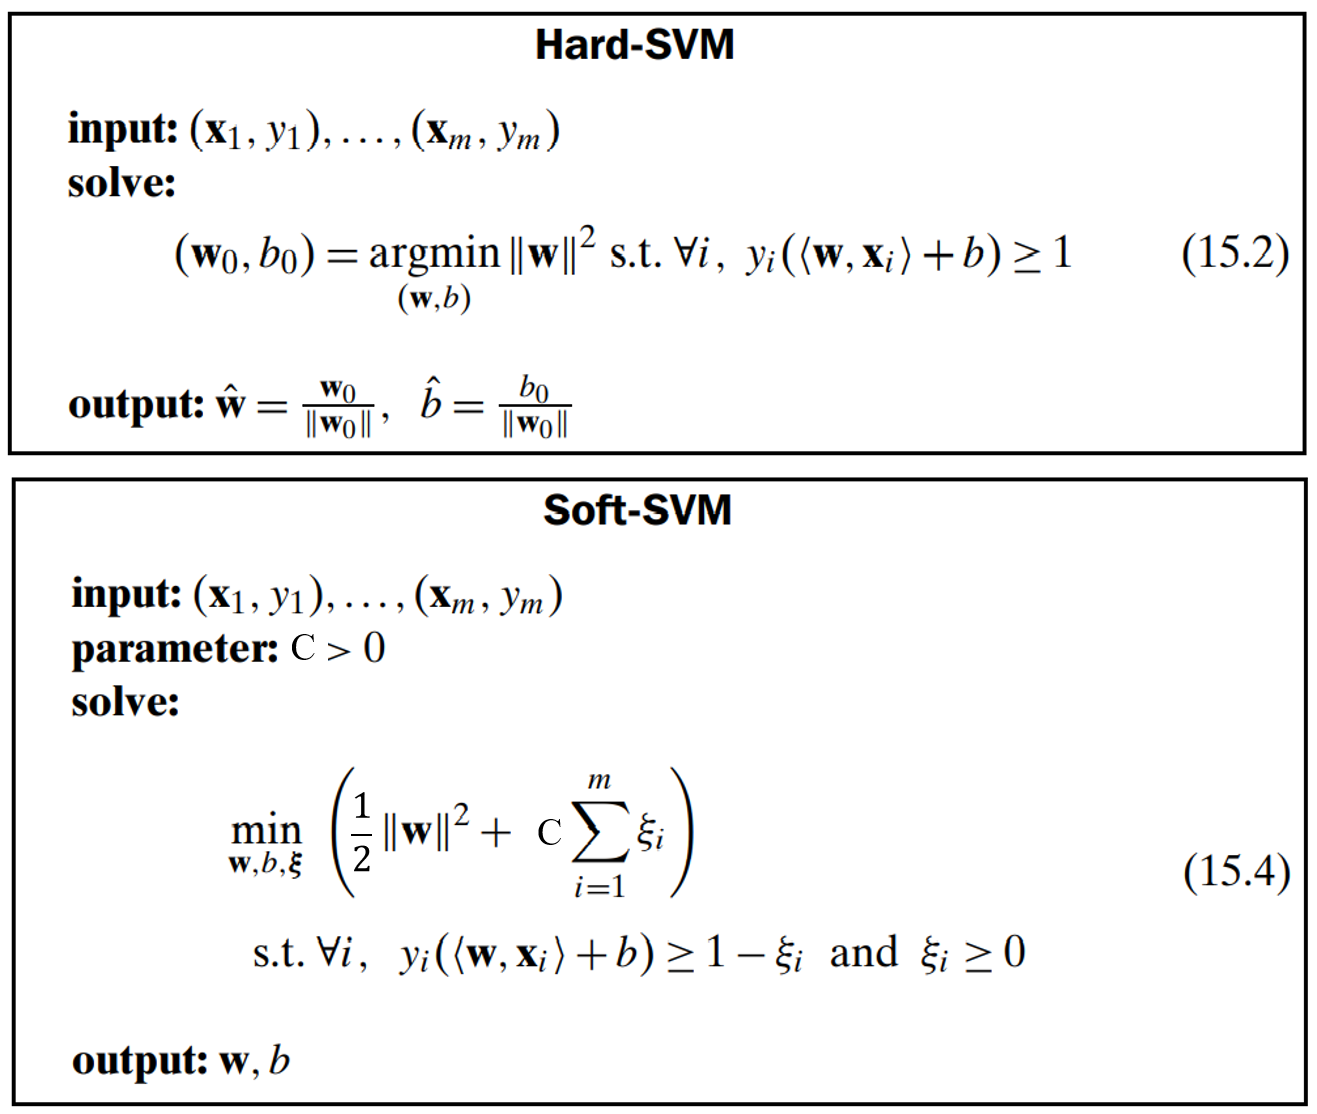 Hard-SVM
input: (x₁, y₁), . . . , (xₘ, yₘ)
solve:
(w₀, b₀) = argmin ‖w‖² s.t. ∀i, yᵢ(⟨w, xᵢ⟩ + b) ≥ 1 (15.2)
(w,b)
output: ŵ = w₀/‖w₀‖, b̂ = b₀/‖w₀‖
Soft-SVM
input: (x₁, y₁), . . . , (xₘ, yₘ)
parameter: C > 0
solve:
min_{w,b,ξ} (1/2 ‖w‖² + C ∑_{i=1}^{m} ξᵢ)
(15.4)
s.t. ∀i, yᵢ(⟨w, xᵢ⟩ + b) ≥ 1 − ξᵢ and ξᵢ ≥ 0
output: w, b